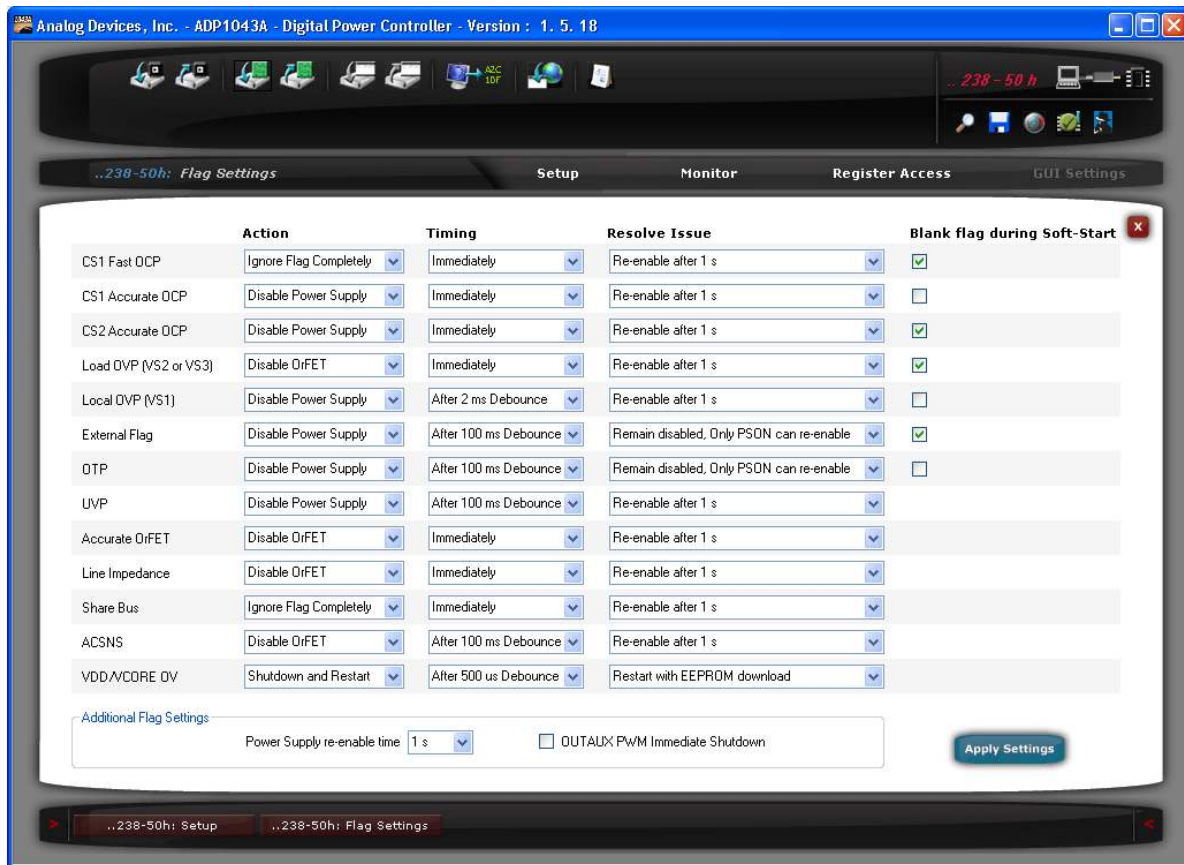 Analog Devices, Inc. - ADP1043A - Digital Power Controller - Version : 1. 5. 18
.. 238 - 50 h
..238-50h: Flag Settings Setup Monitor Register Access GUI Settings
Action Timing Resolve Issue Blank flag during Soft-Start X
CS1 Fast OCP Ignore Flag Completely Immediately Re-enable after 1 s
CS1 Accurate OCP Disable Power Supply Immediately Re-enable after 1 s
CS2 Accurate OCP Disable Power Supply Immediately Re-enable after 1 s
Load OVP (VS2 or VS3) Disable OrFET Immediately Re-enable after 1 s
Local OVP (VS1) Disable Power Supply After 2 ms Debounce Re-enable after 1 s
External Flag Disable Power Supply After 100 ms Debounce Remain disabled, Only PSON can re-enable
OTP Disable Power Supply After 100 ms Debounce Remain disabled, Only PSON can re-enable
UVP Disable Power Supply After 100 ms Debounce Re-enable after 1 s
Accurate OrFET Disable OrFET Immediately Re-enable after 1 s
Line Impedance Disable OrFET Immediately Re-enable after 1 s
Share Bus Ignore Flag Completely Immediately Re-enable after 1 s
ACSNS Disable OrFET After 100 ms Debounce Re-enable after 1 s
VDD/VCORE OV Shutdown and Restart After 500 us Debounce Restart with EEPROM download
Additional Flag Settings
Power Supply re-enable time 1 s OUTAUX PWM Immediate Shutdown
Apply Settings
> ..238-50h: Setup ..238-50h: Flag Settings <